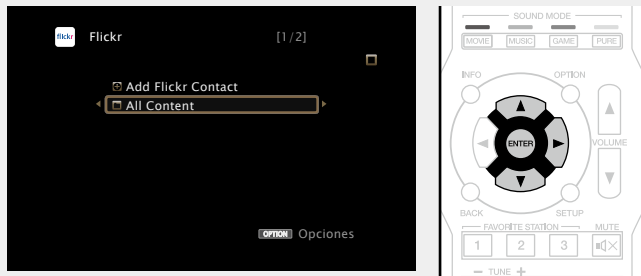 flickr Flickr [1/2]
Add Flickr Contact
All Content
OPTION Opciones
SOUND MODE
MOVIE MUSIC GAME PURE
INFO OPTION
ENTER
VOLUME
BACK SETUP
FAVORITE STATION MUTE
1 2 3
− TUNE +